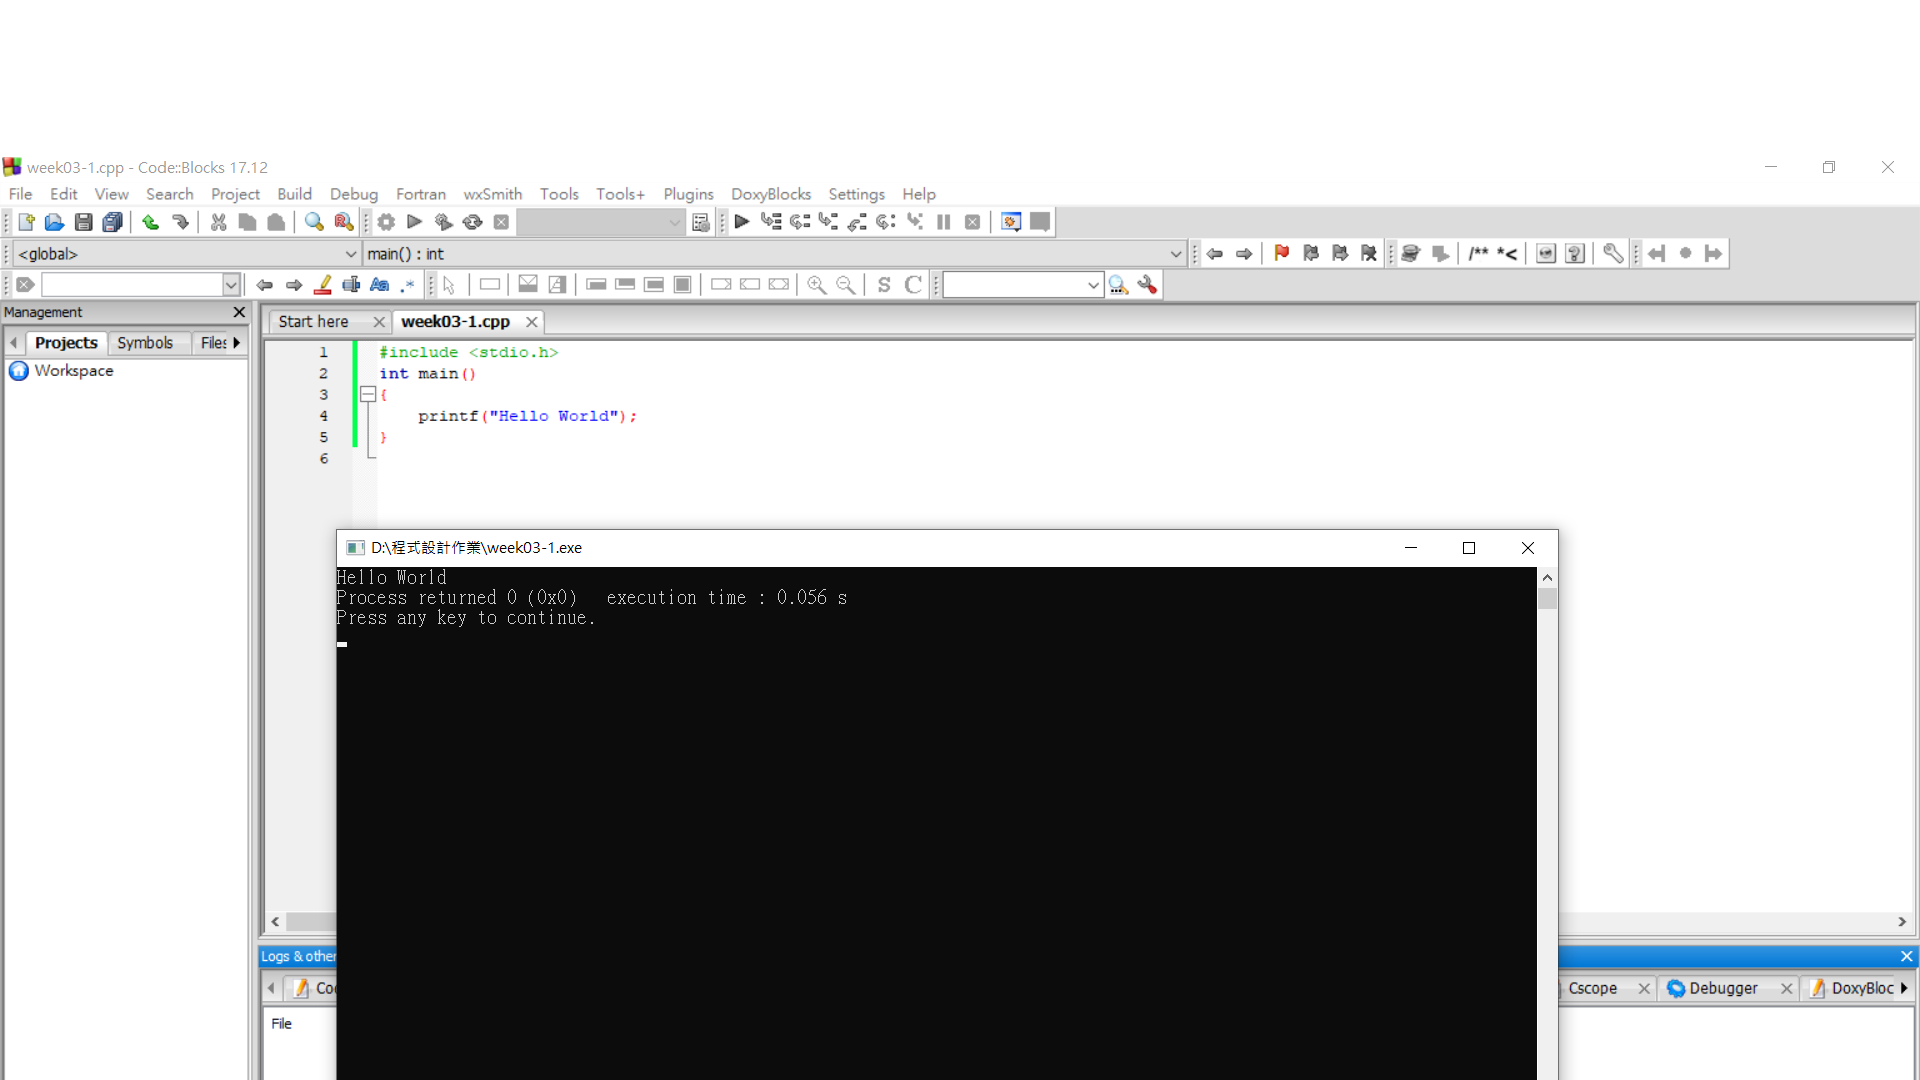 week03-1.cpp - Code::Blocks 17.12
File Edit View Search Project Build Debug Fortran wxSmith Tools Tools+ Plugins DoxyBlocks Settings Help
<global> main() : int
/** *<
Aa .* S C
Management
Start here week03-1.cpp
Projects Symbols Files
Workspace
1 #include <stdio.h>
2 int main()
3 {
4 printf("Hello World");
5 }
6
D:\程式設計作業\week03-1.exe
Hello World
Process returned 0 (0x0) execution time : 0.056 s
Press any key to continue.
Logs & other
Cscope Debugger DoxyBloc
File